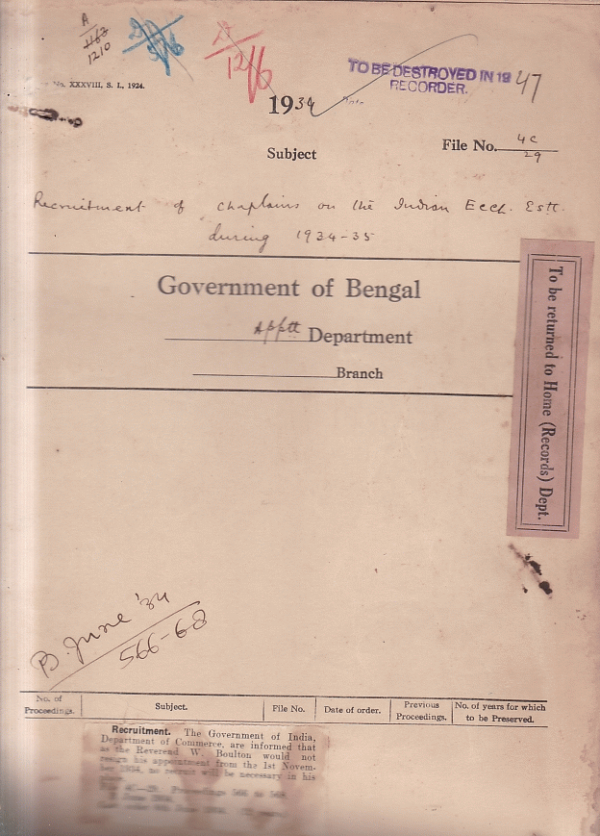 A
1163
1210
12/6
TO BE DESTROYED IN 1947
RECORDER.
No. XXXVIII, S. I., 1924.
1934
File No. 4C
29
Subject
Recruitment of chaplains on the Indian Eccl. Estt.
during 1934-35
Government of Bengal
Apptt Department
Branch
To be returned to Home (Records) Dept.
B. June '34
566-68
No. of Proceedings.
Subject.
File No.
Date of order.
Previous Proceedings.
No. of years for which to be Preserved.
Recruitment. The Government of India,
Department of Commerce, are informed that
as the Reverend W. Boulton would not
resign his appointment from the 1st Novem-
ber 1934, no recruit will be necessary in his